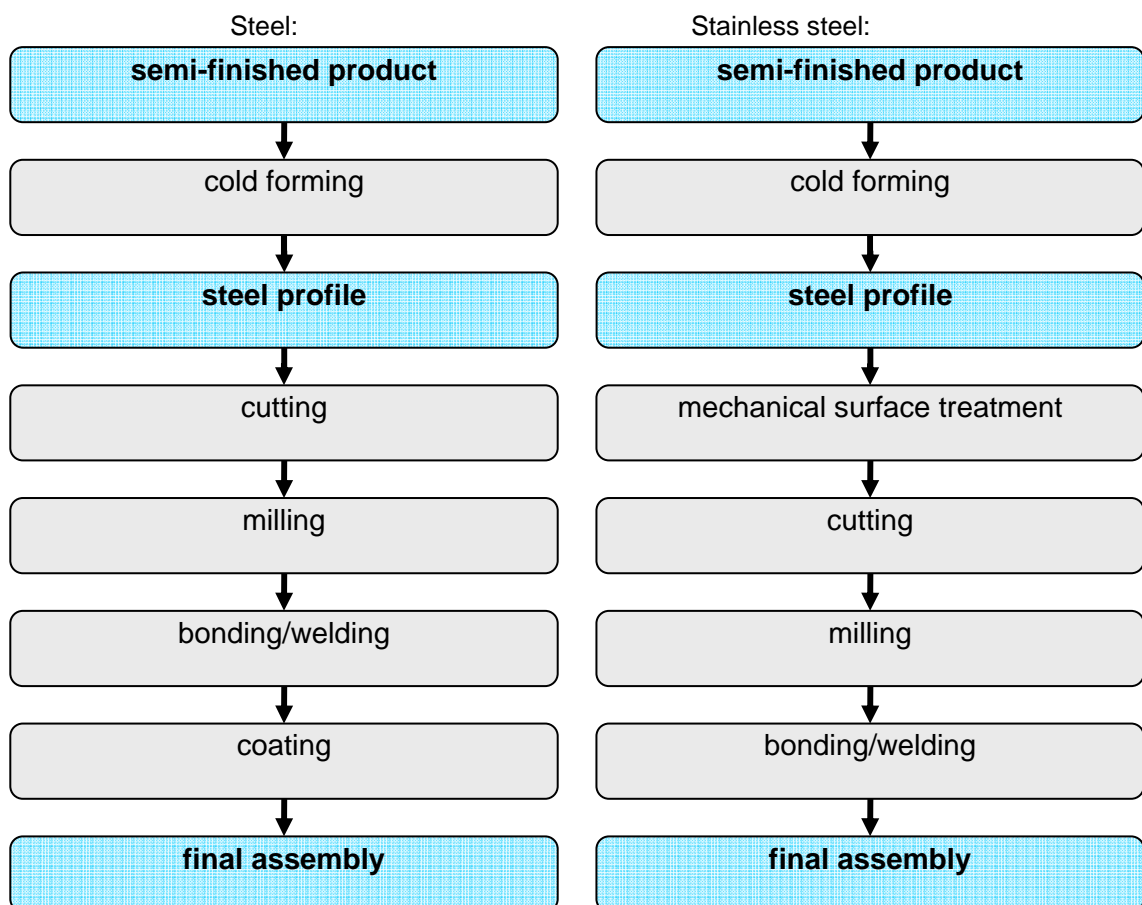 Steel:
semi-finished product
cold forming
steel profile
cutting
milling
bonding/welding
coating
final assembly
Stainless steel:
semi-finished product
cold forming
steel profile
mechanical surface treatment
cutting
milling
bonding/welding
final assembly